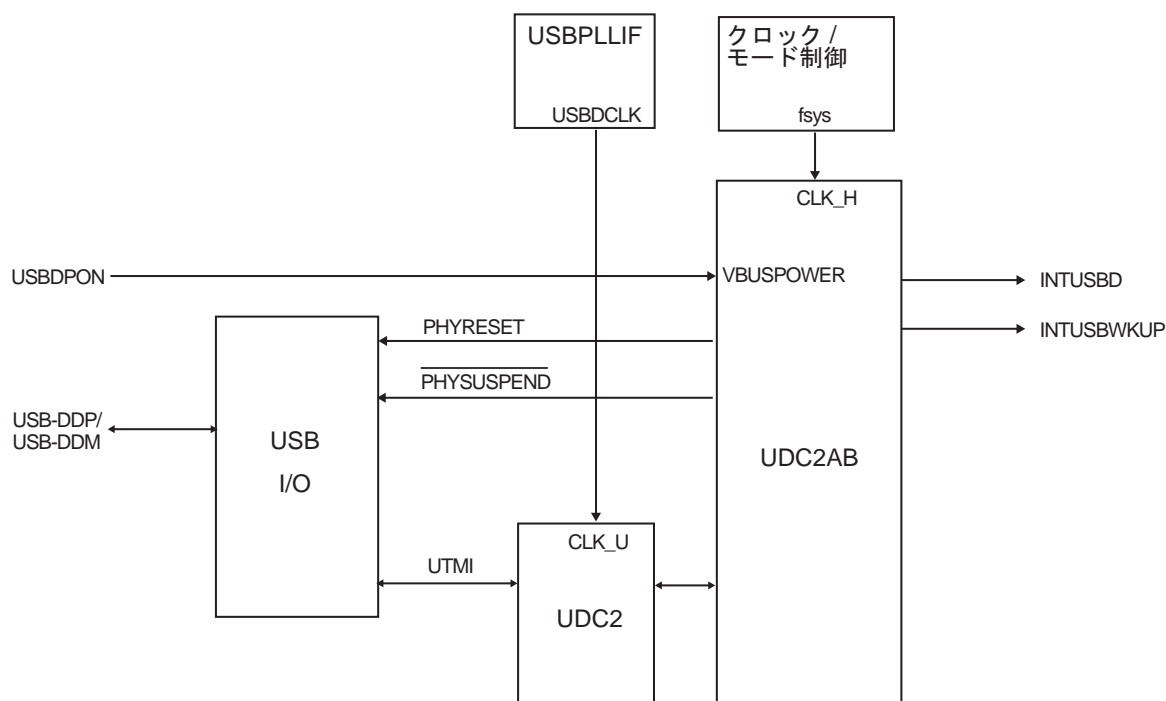 USBPLLIF
USBDCLK
クロック /
モード制御
fsys
CLK_H
USBDPON
VBUSPOWER
INTUSBD
INTUSBWKUP
PHYRESET
PHYSUSPEND
USB-DDP/
USB-DDM
USB
I/O
UDC2AB
CLK_U
UTMI
UDC2